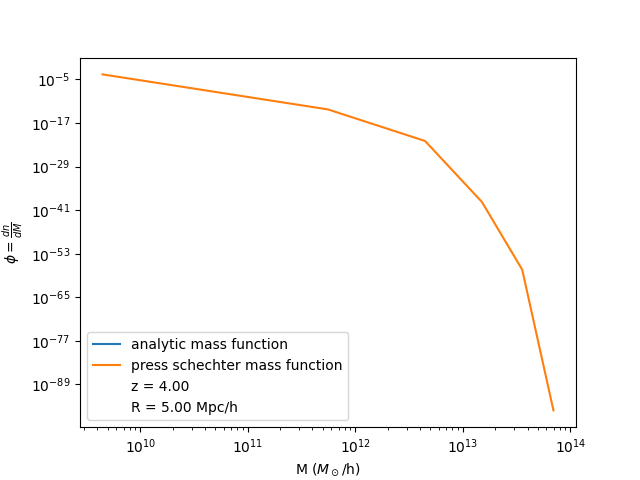 10^-5
10^-17
10^-29
10^-41
10^-53
10^-65
10^-77
10^-89
ϕ = dn/dM
analytic mass function
press schechter mass function
z = 4.00
R = 5.00 Mpc/h
10^10
10^11
10^12
10^13
10^14
M (M_⊙/h)